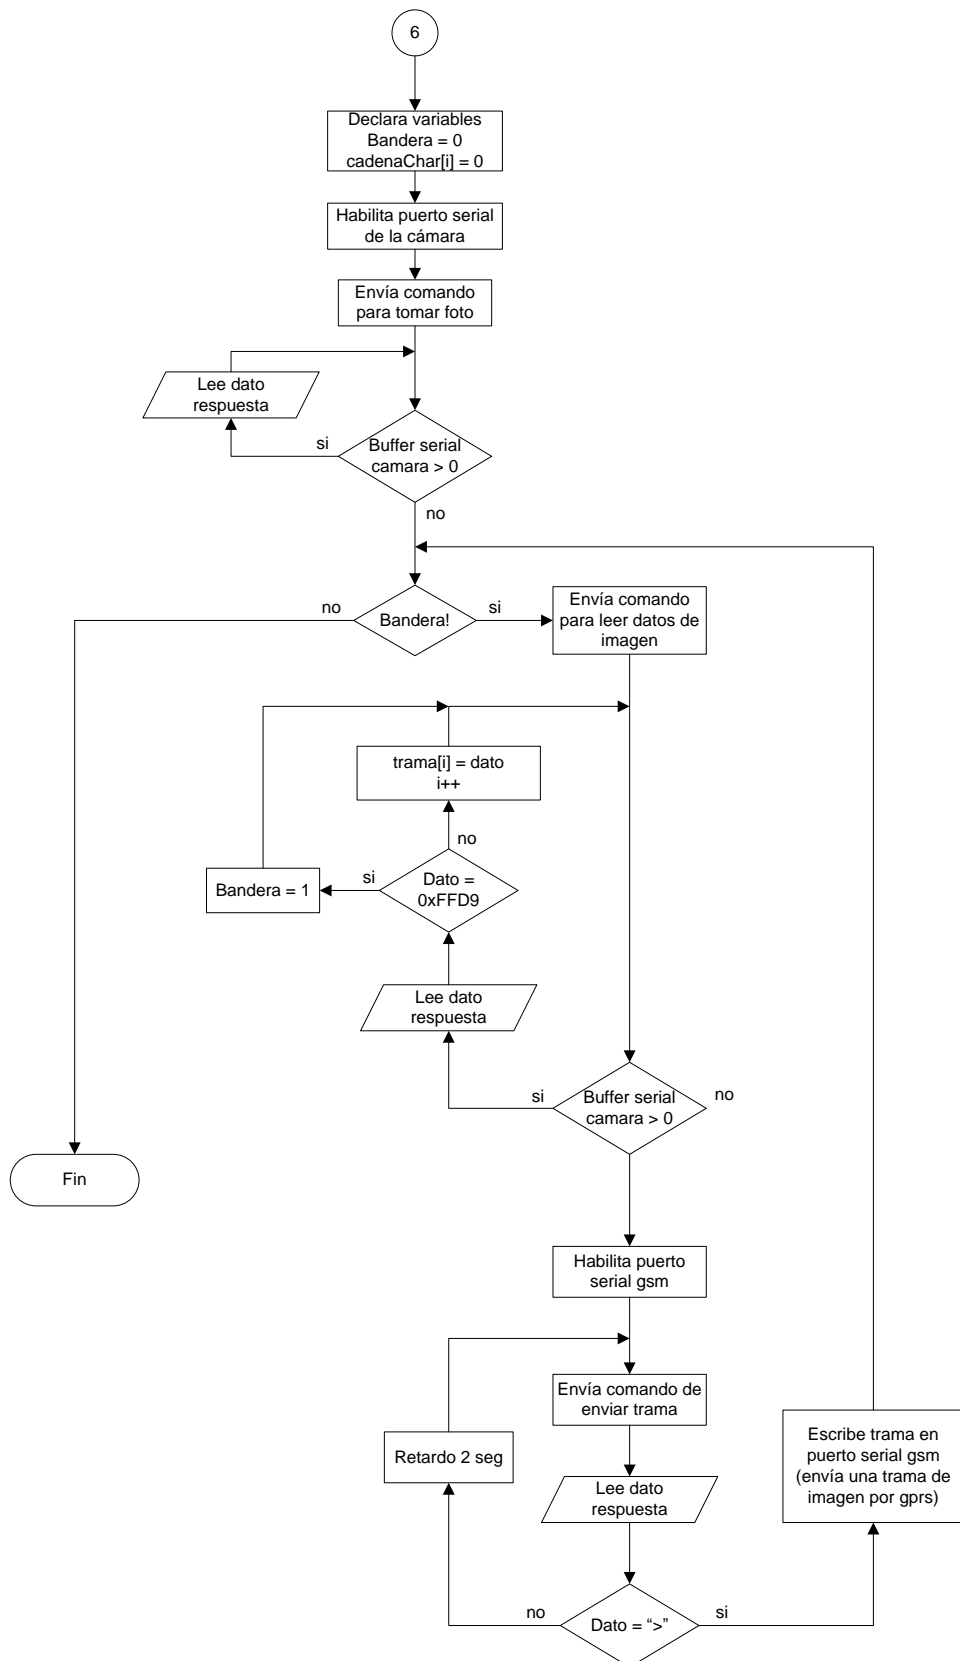 6
Declara variables
Bandera = 0
cadenaChar[i] = 0
Habilita puerto serial
de la cámara
Envía comando
para tomar foto
Lee dato
respuesta
si
Buffer serial
camara > 0
no
no
Bandera!
si
Envía comando
para leer datos de
imagen
trama[i] = dato
i++
no
Bandera = 1
si
Dato =
0xFFD9
Lee dato
respuesta
si
Buffer serial
camara > 0
no
Fin
Habilita puerto
serial gsm
Envía comando de
enviar trama
Retardo 2 seg
Lee dato
respuesta
Escribe trama en
puerto serial gsm
(envía una trama de
imagen por gprs)
no
Dato = “>”
si